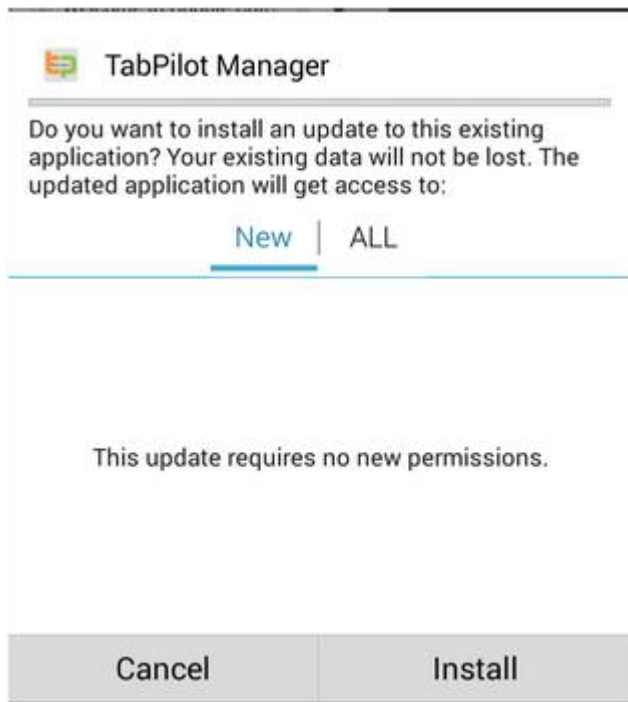 tp TabPilot Manager
Do you want to install an update to this existing
application? Your existing data will not be lost. The
updated application will get access to:
New | ALL
This update requires no new permissions.
Cancel Install